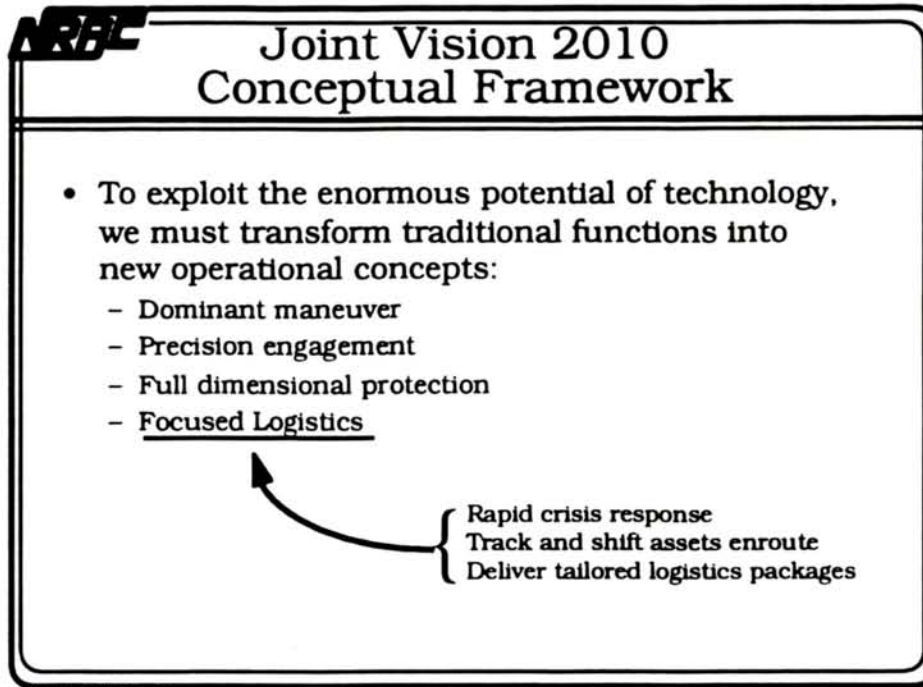 NRAC
Joint Vision 2010
Conceptual Framework
• To exploit the enormous potential of technology,
we must transform traditional functions into
new operational concepts:
– Dominant maneuver
– Precision engagement
– Full dimensional protection
– Focused Logistics
Rapid crisis response
Track and shift assets enroute
Deliver tailored logistics packages